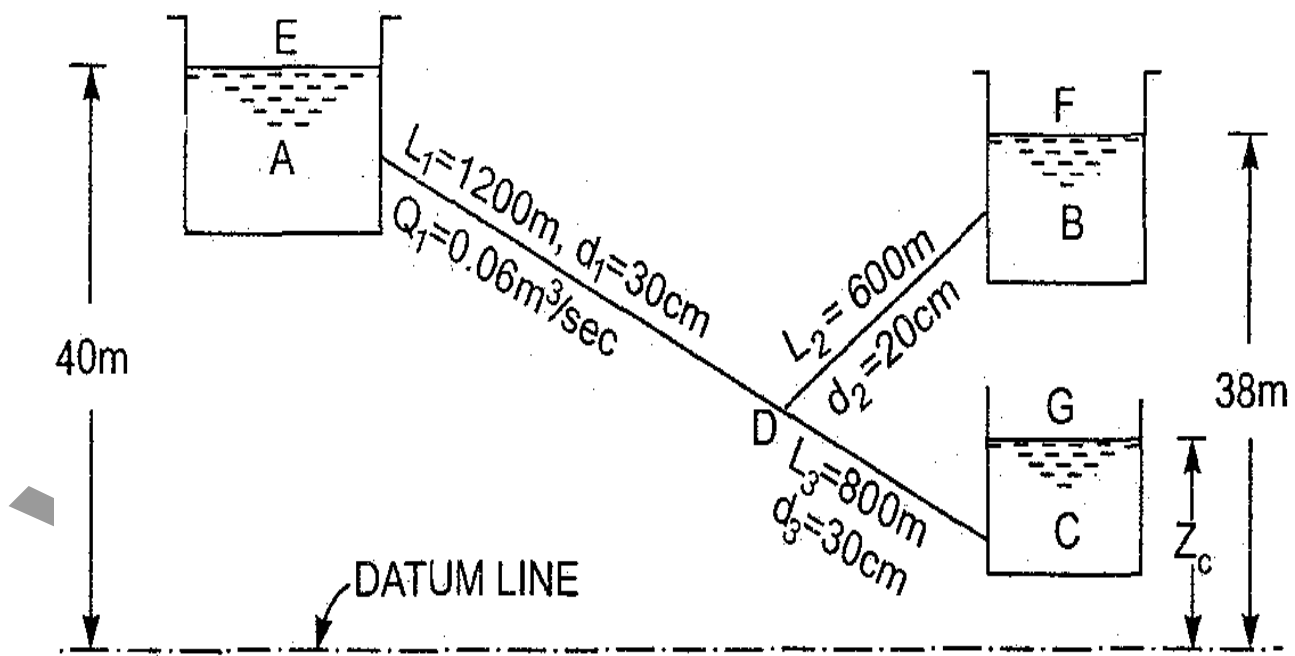 E
A
L₁=1200m, d₁=30cm
Q₁=0.06m³/sec
40m
F
B
L₂ = 600m
d₂=20cm
38m
D
G
C
L₃=800m
d₃=30cm
Z_c
DATUM LINE